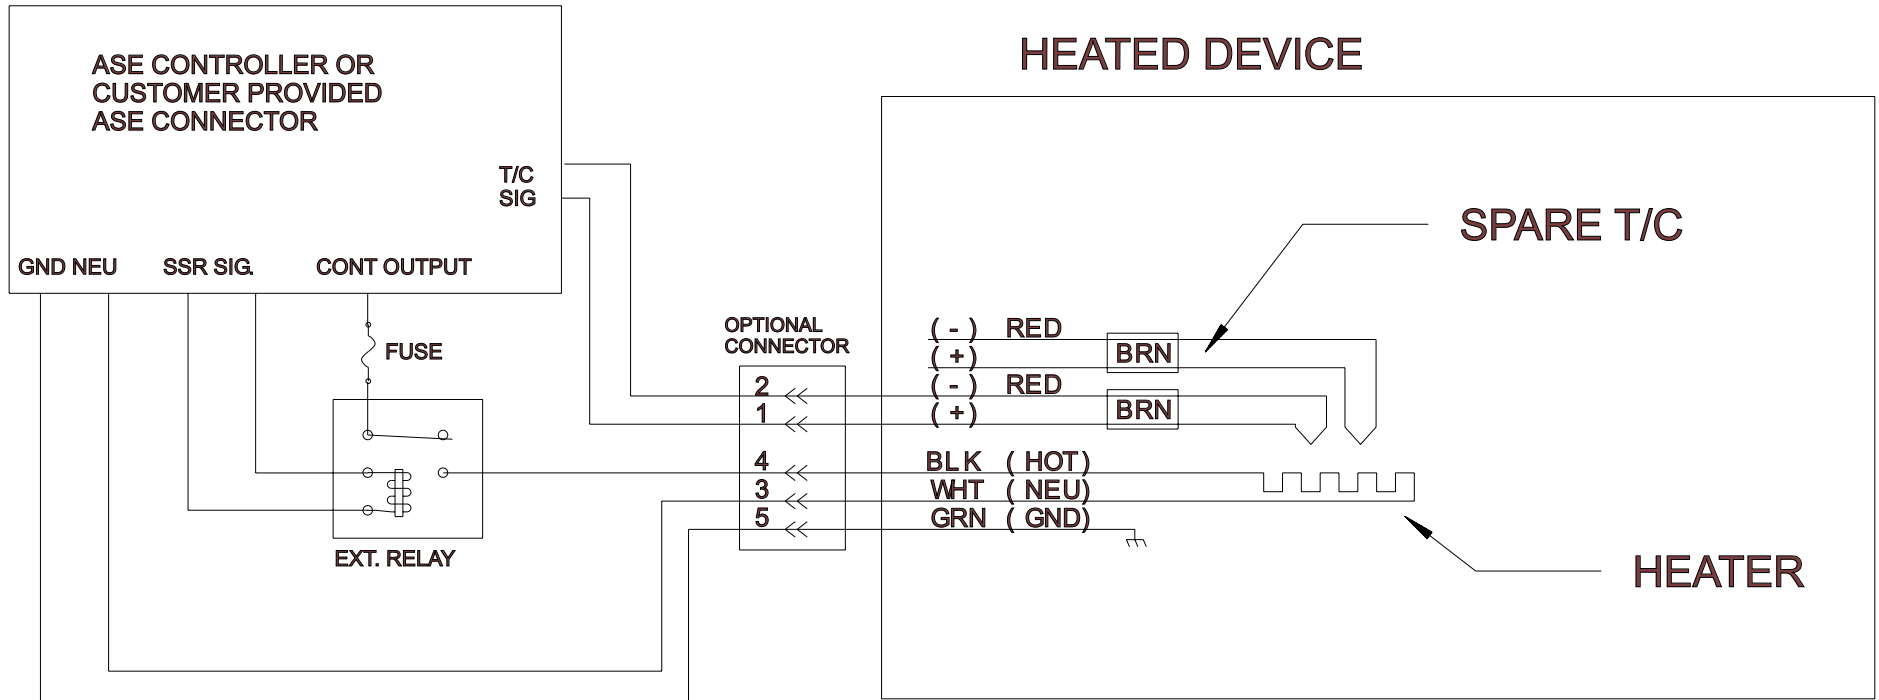 HEATED DEVICE
ASE CONTROLLER OR
CUSTOMER PROVIDED
ASE CONNECTOR
T/C
SIG
GND NEU SSR SIG. CONT OUTPUT
FUSE
EXT. RELAY
OPTIONAL
CONNECTOR
2
1
4
3
5
( - ) RED
( + ) BRN
( - ) RED
( + ) BRN
BLK ( HOT)
WHT ( NEU)
GRN ( GND)
SPARE T/C
HEATER